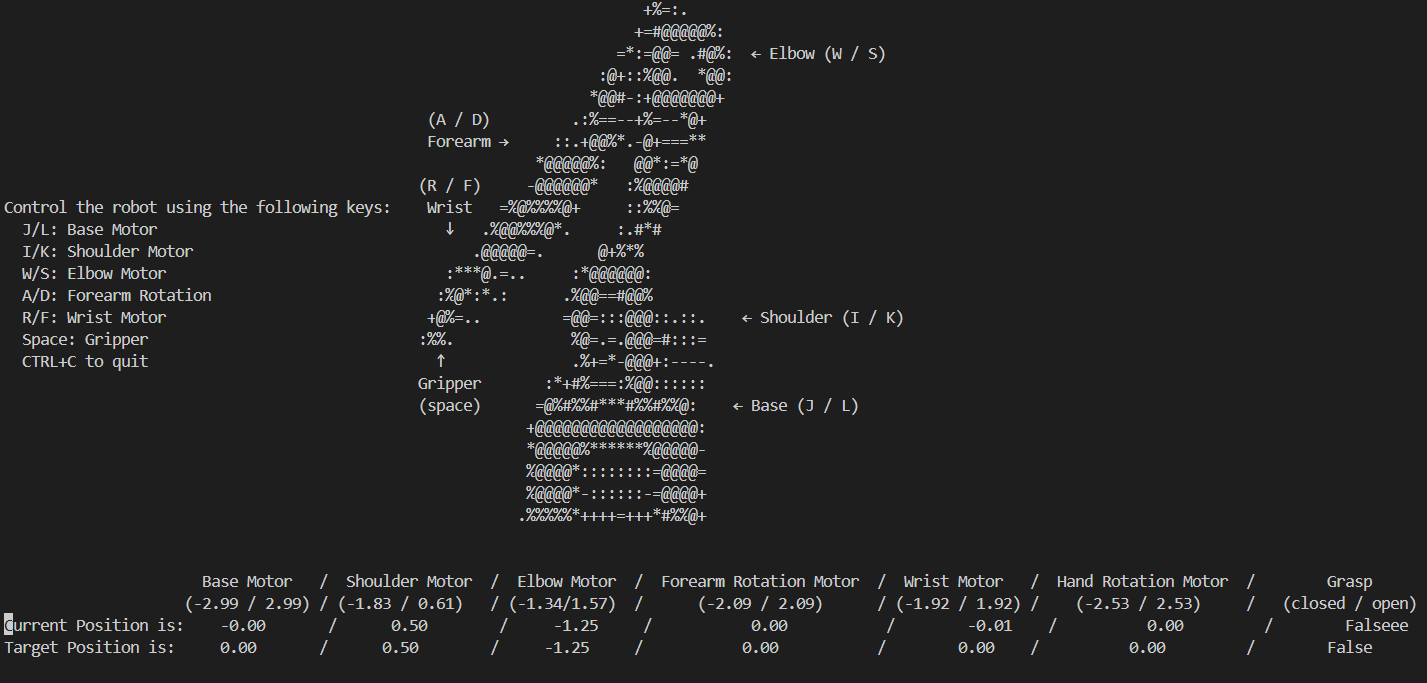 ← Elbow (W / S)
(A / D)
Forearm →
(R / F)
Control the robot using the following keys: Wrist
J/L: Base Motor ↓
I/K: Shoulder Motor
W/S: Elbow Motor
A/D: Forearm Rotation
R/F: Wrist Motor ← Shoulder (I / K)
Space: Gripper
CTRL+C to quit ↑
Gripper
(space) ← Base (J / L)
Base Motor / Shoulder Motor / Elbow Motor / Forearm Rotation Motor / Wrist Motor / Hand Rotation Motor / Grasp
(-2.99 / 2.99) / (-1.83 / 0.61) / (-1.34/1.57) / (-2.09 / 2.09) / (-1.92 / 1.92) / (-2.53 / 2.53) / (closed / open)
Current Position is: -0.00 / 0.50 / -1.25 / 0.00 / -0.01 / 0.00 / Falseee
Target Position is: 0.00 / 0.50 / -1.25 / 0.00 / 0.00 / 0.00 / False